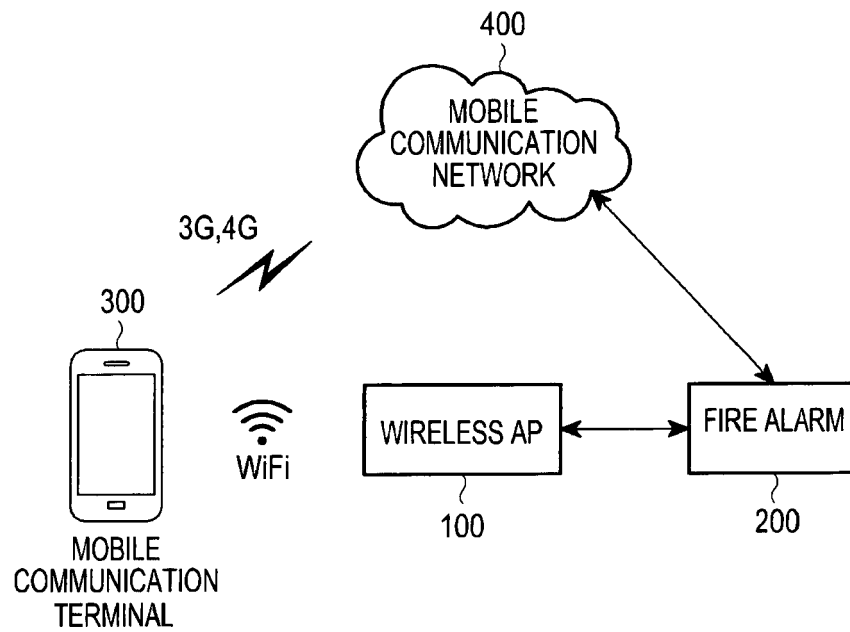 400
MOBILE
COMMUNICATION
NETWORK
3G,4G
300
WIRELESS AP
FIRE ALARM
WiFi
100
200
MOBILE
COMMUNICATION
TERMINAL